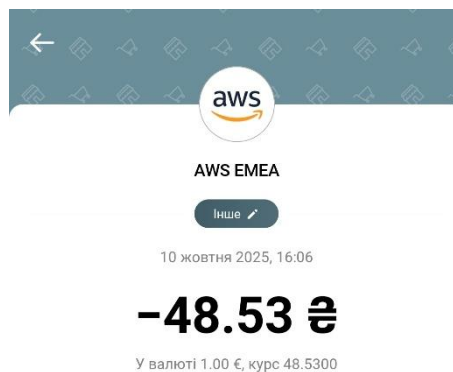 aws
AWS EMEA
Інше
10 жовтня 2025, 16:06
−48.53 ₴
У валюті 1.00 €, курс 48.5300